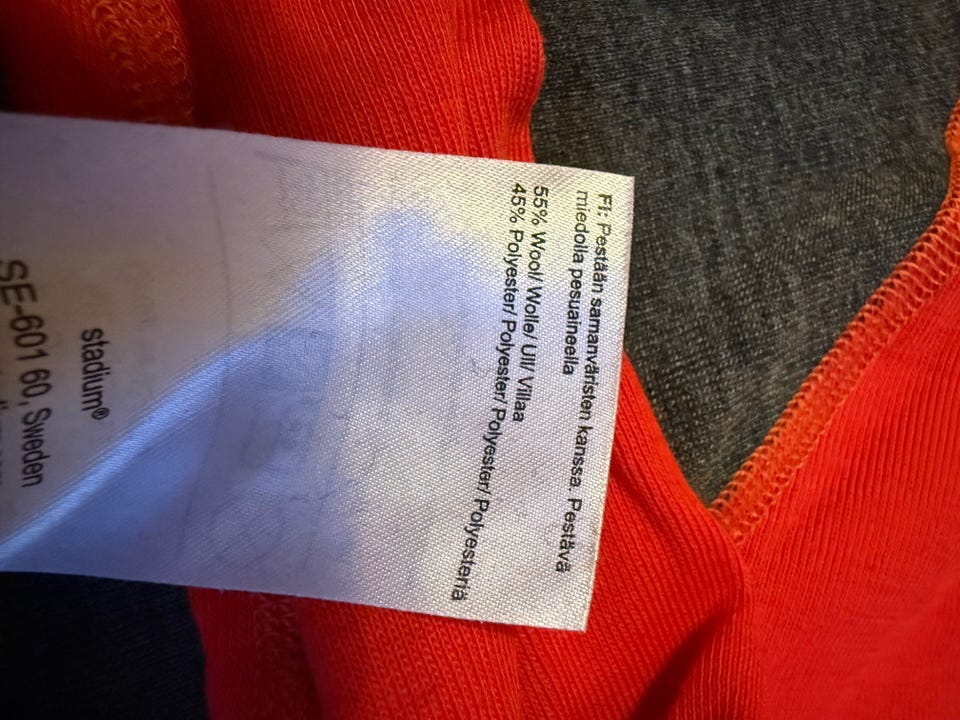 FI: Pestään samanväristen kanssa. Pestävä
miedolla pesuaineella
55% Wool/ Wolle/ Ull/ Villaa
45% Polyester/ Polyester/ Polyester/ Polyesteriä
stadium®
SE-601 60, Sweden